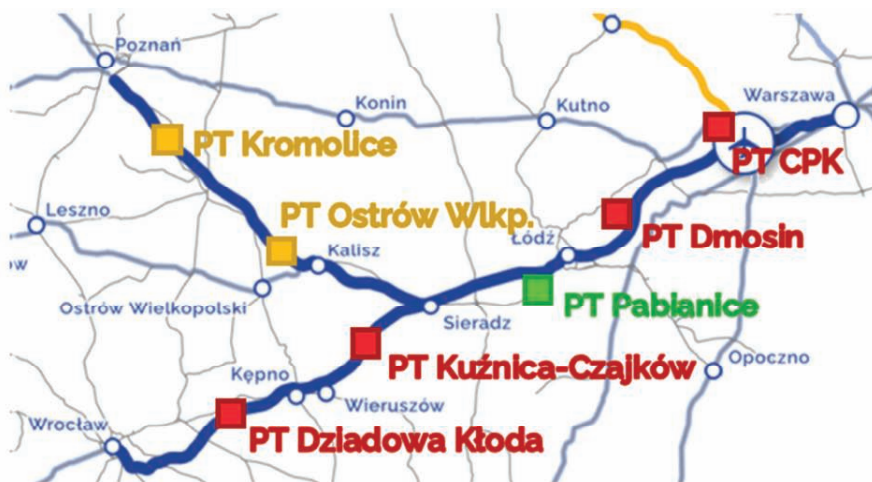 Poznań
Warszawa
Konin
Kutno
PT Kromolice
PT CPK
Leszno
PT Ostrów Wlkp.
PT Dmosin
Łódź
ów
Kalisz
Ostrów Wielkopolski
PT Pabianice
Sieradz
PT Kuźnica-Czajków
Opoczno
Kępno
Wieruszów
Wrocław
PT Dziadowa Kłoda